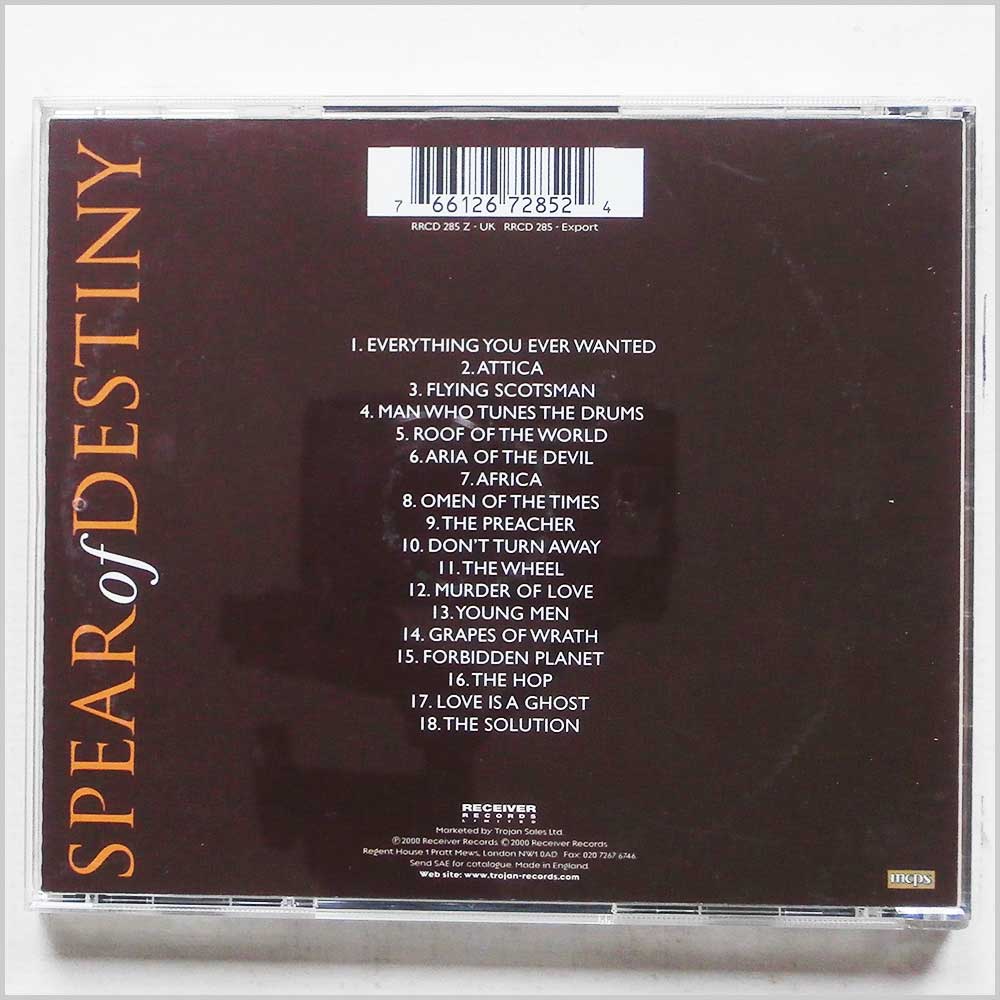 SPEAR of DESTINY
7 66126 72852 4
RRCD 285 Z - UK RRCD 285 - Export
1. EVERYTHING YOU EVER WANTED
2. ATTICA
3. FLYING SCOTSMAN
4. MAN WHO TUNES THE DRUMS
5. ROOF OF THE WORLD
6. ARIA OF THE DEVIL
7. AFRICA
8. OMEN OF THE TIMES
9. THE PREACHER
10. DON'T TURN AWAY
11. THE WHEEL
12. MURDER OF LOVE
13. YOUNG MEN
14. GRAPES OF WRATH
15. FORBIDDEN PLANET
16. THE HOP
17. LOVE IS A GHOST
18. THE SOLUTION
RECEIVER
RECORDS
LIMITED
Marketed by Trojan Sales Ltd.
℗2000 Receiver Records ©2000 Receiver Records
Regent House 1 Pratt Mews, London NW1 0AD Fax: 020 7267 6746
Send SAE for catalogue. Made in England.
Web site: www.trojan-records.com
mcps